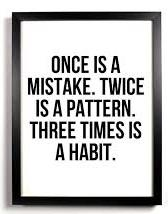 ONCE IS A
MISTAKE. TWICE
IS A PATTERN.
THREE TIMES IS
A HABIT.